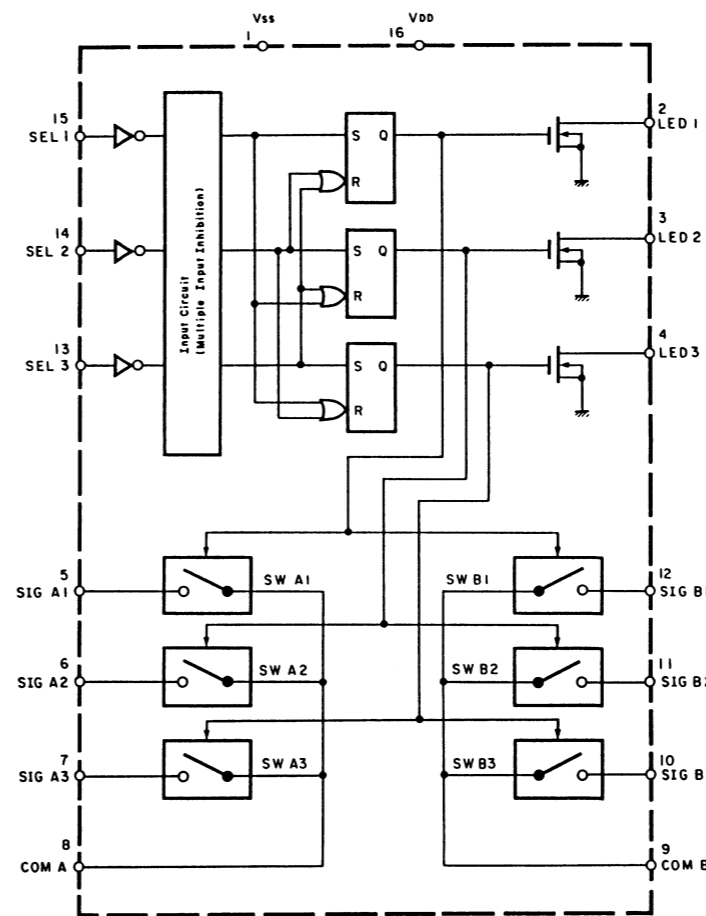 VSS
VDD
1
16
15
SEL 1
14
SEL 2
13
SEL 3
Input Circuit
(Multiple Input Inhibition)
S Q
R
S Q
R
S Q
R
2
LED 1
3
LED 2
4
LED 3
5
SIG A1
SW A1
SW B1
12
SIG B1
6
SIG A2
SW A2
SW B2
11
SIG B2
7
SIG A3
SW A3
SW B3
10
SIG B
8
COM A
9
COM B